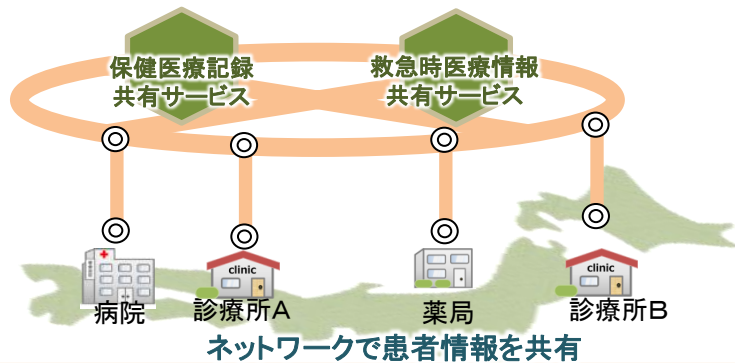 保健医療記録
共有サービス
救急時医療情報
共有サービス
clinic
clinic
病院
診療所A
薬局
診療所B
ネットワークで患者情報を共有